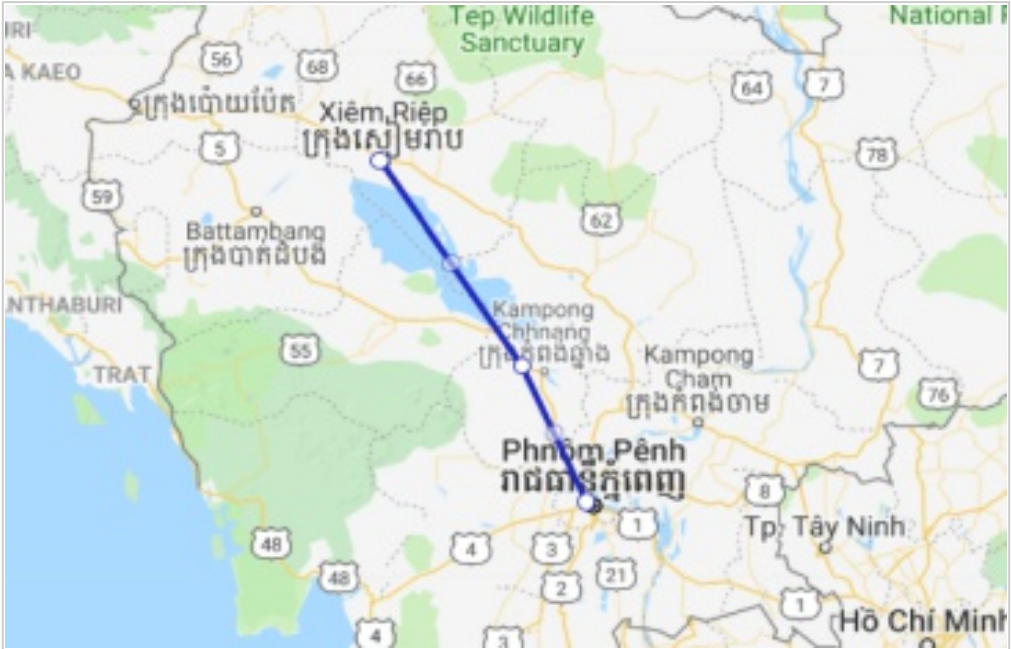 Tep Wildlife
Sanctuary
National
URI
A KAEO
56
68
66
64
7
ក្រុងប៉ោយប៉ែត
Xiêm Riệp
ក្រុងសៀមរាប
5
78
59
62
Battambang
ក្រុងបាត់ដំបង
ANTHABURI
Kampong
Chhnang
ក្រុងកំពង់ឆ្នាំង
55
Kampong
Cham
ក្រុងកំពង់ចាម
TRAT
7
76
Phnôm Pênh
រាជធានីភ្នំពេញ
8
1
Tp. Tây Ninh
48
4
3
48
2
21
1
Hồ Chí Minh
4
3